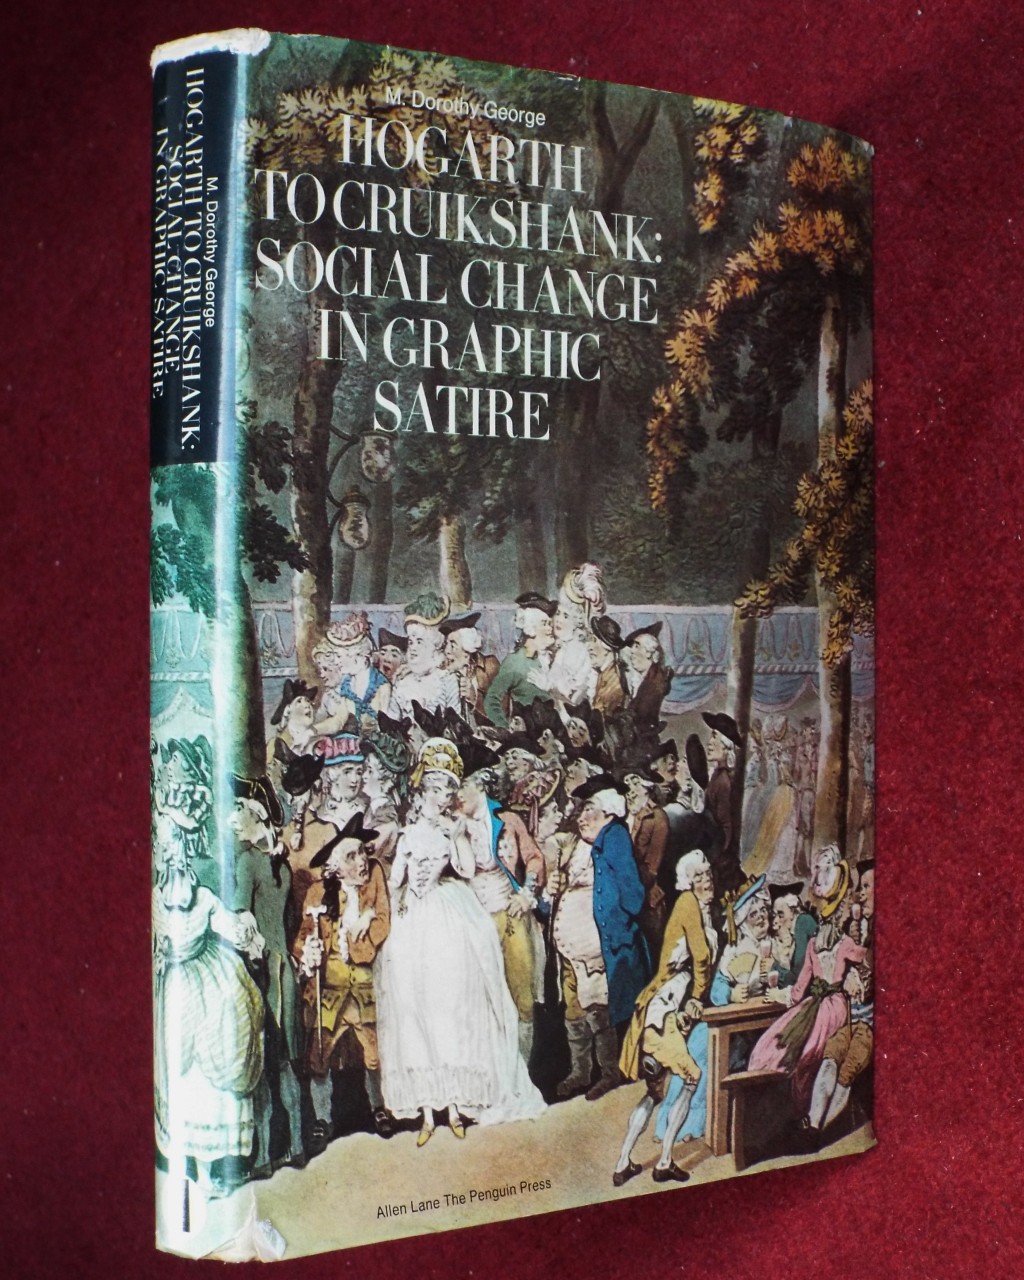 M. Dorothy George
HOGARTH
TO CRUIKSHANK:
SOCIAL CHANGE
IN GRAPHIC
SATIRE
Allen Lane The Penguin Press
M. Dorothy George
HOGARTH TO CRUIKSHANK:
SOCIAL CHANGE
IN GRAPHIC SATIRE